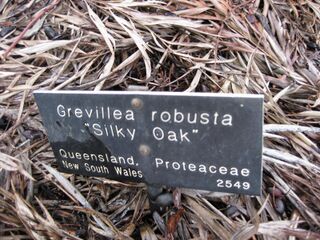 Grevillea robusta
"Silky Oak"
Queensland, Proteaceae
New South Wales
2549